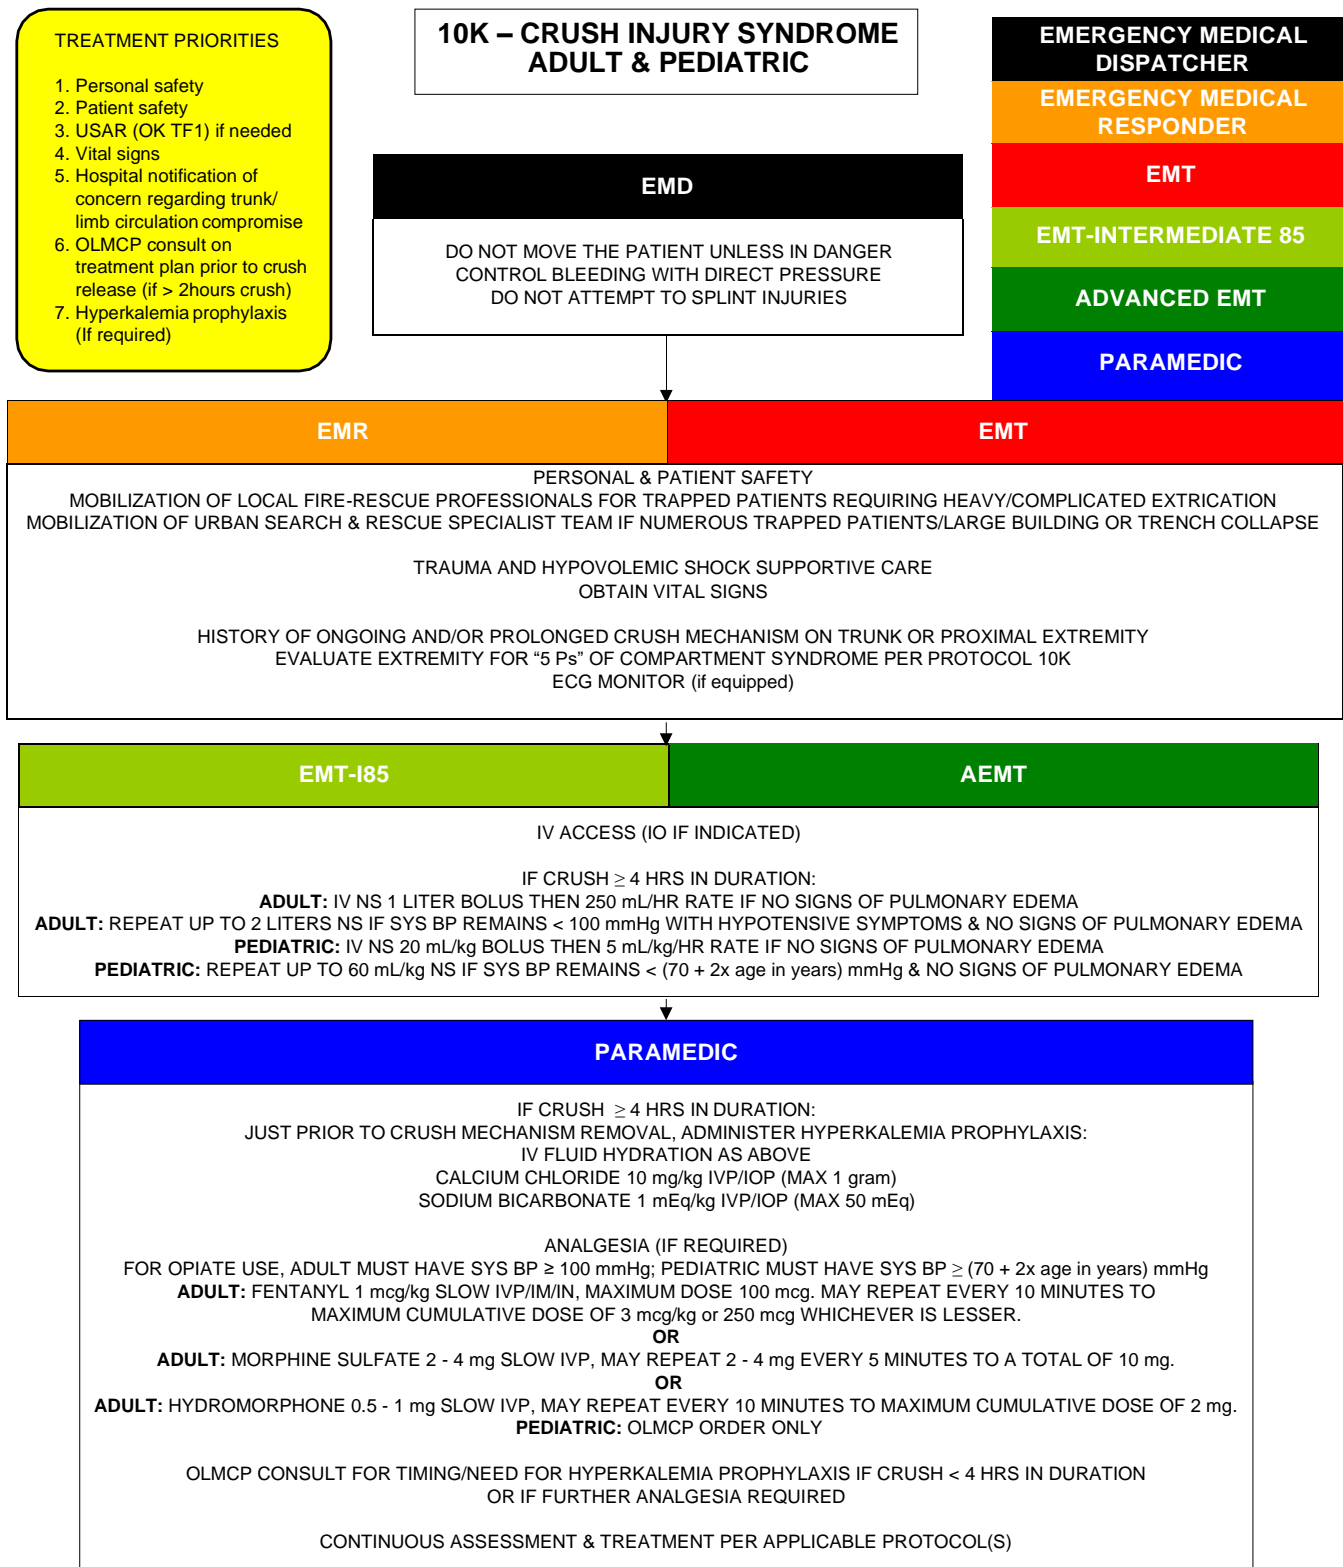 TREATMENT PRIORITIES
1. Personal safety
2. Patient safety
3. USAR (OK TF1) if needed
4. Vital signs
5. Hospital notification of
concern regarding trunk/
limb circulation compromise
6. OLMCP consult on
treatment plan prior to crush
release (if > 2hours crush)
7. Hyperkalemia prophylaxis
(If required)
10K – CRUSH INJURY SYNDROME
ADULT & PEDIATRIC
EMERGENCY MEDICAL
DISPATCHER
EMERGENCY MEDICAL
RESPONDER
EMT
EMT-INTERMEDIATE 85
ADVANCED EMT
PARAMEDIC
EMD
DO NOT MOVE THE PATIENT UNLESS IN DANGER
CONTROL BLEEDING WITH DIRECT PRESSURE
DO NOT ATTEMPT TO SPLINT INJURIES
EMR
EMT
PERSONAL & PATIENT SAFETY
MOBILIZATION OF LOCAL FIRE-RESCUE PROFESSIONALS FOR TRAPPED PATIENTS REQUIRING HEAVY/COMPLICATED EXTRICATION
MOBILIZATION OF URBAN SEARCH & RESCUE SPECIALIST TEAM IF NUMEROUS TRAPPED PATIENTS/LARGE BUILDING OR TRENCH COLLAPSE
TRAUMA AND HYPOVOLEMIC SHOCK SUPPORTIVE CARE
OBTAIN VITAL SIGNS
HISTORY OF ONGOING AND/OR PROLONGED CRUSH MECHANISM ON TRUNK OR PROXIMAL EXTREMITY
EVALUATE EXTREMITY FOR “5 Ps” OF COMPARTMENT SYNDROME PER PROTOCOL 10K
ECG MONITOR (if equipped)
EMT-I85
AEMT
IV ACCESS (IO IF INDICATED)
IF CRUSH ≥ 4 HRS IN DURATION:
ADULT: IV NS 1 LITER BOLUS THEN 250 mL/HR RATE IF NO SIGNS OF PULMONARY EDEMA
ADULT: REPEAT UP TO 2 LITERS NS IF SYS BP REMAINS < 100 mmHg WITH HYPOTENSIVE SYMPTOMS & NO SIGNS OF PULMONARY EDEMA
PEDIATRIC: IV NS 20 mL/kg BOLUS THEN 5 mL/kg/HR RATE IF NO SIGNS OF PULMONARY EDEMA
PEDIATRIC: REPEAT UP TO 60 mL/kg NS IF SYS BP REMAINS < (70 + 2x age in years) mmHg & NO SIGNS OF PULMONARY EDEMA
PARAMEDIC
IF CRUSH ≥ 4 HRS IN DURATION:
JUST PRIOR TO CRUSH MECHANISM REMOVAL, ADMINISTER HYPERKALEMIA PROPHYLAXIS:
IV FLUID HYDRATION AS ABOVE
CALCIUM CHLORIDE 10 mg/kg IVP/IOP (MAX 1 gram)
SODIUM BICARBONATE 1 mEq/kg IVP/IOP (MAX 50 mEq)
ANALGESIA (IF REQUIRED)
FOR OPIATE USE, ADULT MUST HAVE SYS BP ≥ 100 mmHg; PEDIATRIC MUST HAVE SYS BP ≥ (70 + 2x age in years) mmHg
ADULT: FENTANYL 1 mcg/kg SLOW IVP/IM/IN, MAXIMUM DOSE 100 mcg. MAY REPEAT EVERY 10 MINUTES TO
MAXIMUM CUMULATIVE DOSE OF 3 mcg/kg or 250 mcg WHICHEVER IS LESSER.
OR
ADULT: MORPHINE SULFATE 2 - 4 mg SLOW IVP, MAY REPEAT 2 - 4 mg EVERY 5 MINUTES TO A TOTAL OF 10 mg.
OR
ADULT: HYDROMORPHONE 0.5 - 1 mg SLOW IVP, MAY REPEAT EVERY 10 MINUTES TO MAXIMUM CUMULATIVE DOSE OF 2 mg.
PEDIATRIC: OLMCP ORDER ONLY
OLMCP CONSULT FOR TIMING/NEED FOR HYPERKALEMIA PROPHYLAXIS IF CRUSH < 4 HRS IN DURATION
OR IF FURTHER ANALGESIA REQUIRED
CONTINUOUS ASSESSMENT & TREATMENT PER APPLICABLE PROTOCOL(S)